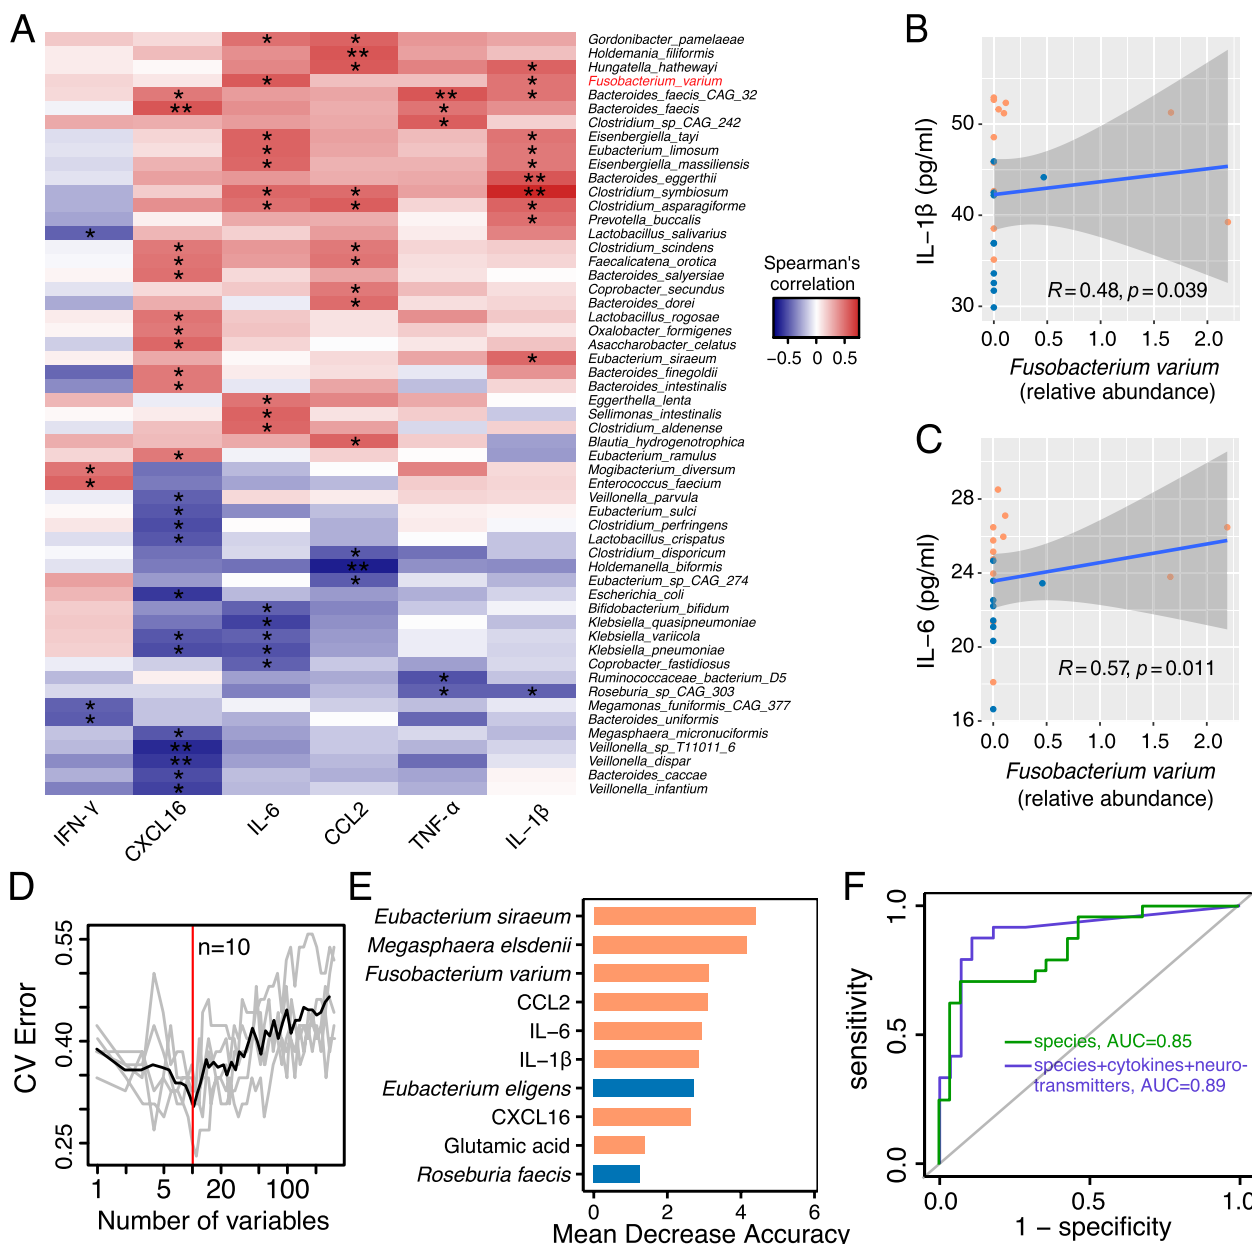 A
Gordonibacter_pamelaeae
Holdemania_filiformis
Hungatella_hathewayi
Fusobacterium_varium
Bacteroides_faecis_CAG_32
Bacteroides_faecis
Clostridium_sp_CAG_242
Eisenbergiella_tayi
Eubacterium_limosum
Eisenbergiella_massiliensis
Bacteroides_eggerthii
Clostridium_symbiosum
Clostridium_asparagiforme
Prevotella_buccalis
Lactobacillus_salivarius
Clostridium_scindens
Faecalicatena_orotica
Bacteroides_salyersiae
Coprobacter_secundus
Bacteroides_dorei
Lactobacillus_rogosae
Oxalobacter_formigenes
Asaccharobacter_celatus
Eubacterium_siraeum
Bacteroides_finegoldii
Bacteroides_intestinalis
Eggerthella_lenta
Sellimonas_intestinalis
Clostridium_aldenense
Blautia_hydrogenotrophica
Eubacterium_ramulus
Mogibacterium_diversum
Enterococcus_faecium
Veillonella_parvula
Eubacterium_sulci
Clostridium_perfringens
Lactobacillus_crispatus
Clostridium_disporicum
Holdemanella_biformis
Eubacterium_sp_CAG_274
Escherichia_coli
Bifidobacterium_bifidum
Klebsiella_quasipneumoniae
Klebsiella_variicola
Klebsiella_pneumoniae
Coprobacter_fastidiosus
Ruminococcaceae_bacterium_D5
Roseburia_sp_CAG_303
Megamonas_funiformis_CAG_377
Bacteroides_uniformis
Megasphaera_micronuciformis
Veillonella_sp_T11011_6
Veillonella_dispar
Bacteroides_caccae
Veillonella_infantium
IFN-γ
CXCL16
IL-6
CCL2
TNF-α
IL-1β
Spearman's
correlation
−0.5 0 0.5
B
IL−1β (pg/ml)
50
40
30
R = 0.48, p = 0.039
0.0 0.5 1.0 1.5 2.0
Fusobacterium varium
(relative abundance)
C
IL−6 (pg/ml)
28
24
20
16
R = 0.57, p = 0.011
0.0 0.5 1.0 1.5 2.0
Fusobacterium varium
(relative abundance)
D
CV Error
0.55
0.40
0.25
n=10
1 5 20 100
Number of variables
E
Eubacterium siraeum
Megasphaera elsdenii
Fusobacterium varium
CCL2
IL−6
IL−1β
Eubacterium eligens
CXCL16
Glutamic acid
Roseburia faecis
0 2 4 6
Mean Decrease Accuracy
F
sensitivity
1.0
0.5
0.0
species, AUC=0.85
species+cytokines+neuro-
transmitters, AUC=0.89
0.0 0.5 1.0
1 − specificity